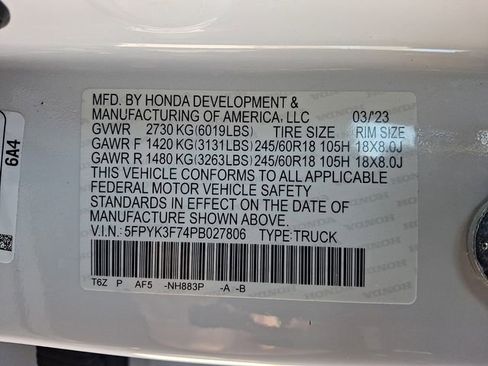 MFD. BY HONDA DEVELOPMENT &
MANUFACTURING OF AMERICA, LLC 03/23
GVWR 2730 KG(6019LBS) TIRE SIZE RIM SIZE
GAWR F 1420 KG(3131LBS) 245/60R18 105H 18X8.0J
GAWR R 1480 KG(3263LBS) 245/60R18 105H 18X8.0J
THIS VEHICLE CONFORMS TO ALL APPLICABLE
FEDERAL MOTOR VEHICLE SAFETY
STANDARDS IN EFFECT ON THE DATE OF
MANUFACTURE SHOWN ABOVE.
V.I.N.:5FPYK3F74PB027806 TYPE:TRUCK
T6Z P AF5 -NH883P -A -B
6A4
HONDA